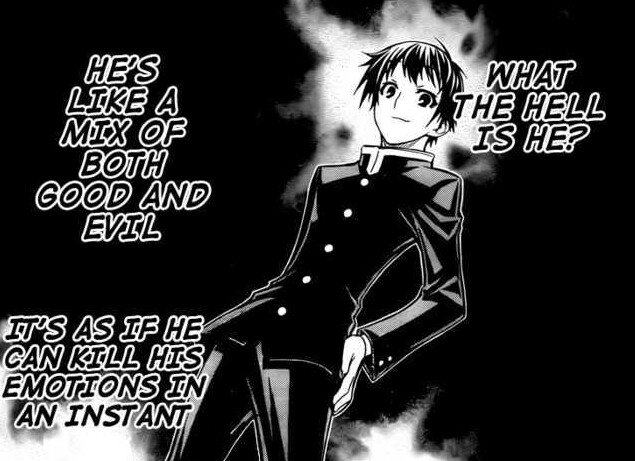 HE'S
LIKE A
MIX OF
BOTH
GOOD AND
EVIL
WHAT
THE HELL
IS HE?
IT'S AS IF HE
CAN KILL HIS
EMOTIONS IN
AN INSTANT